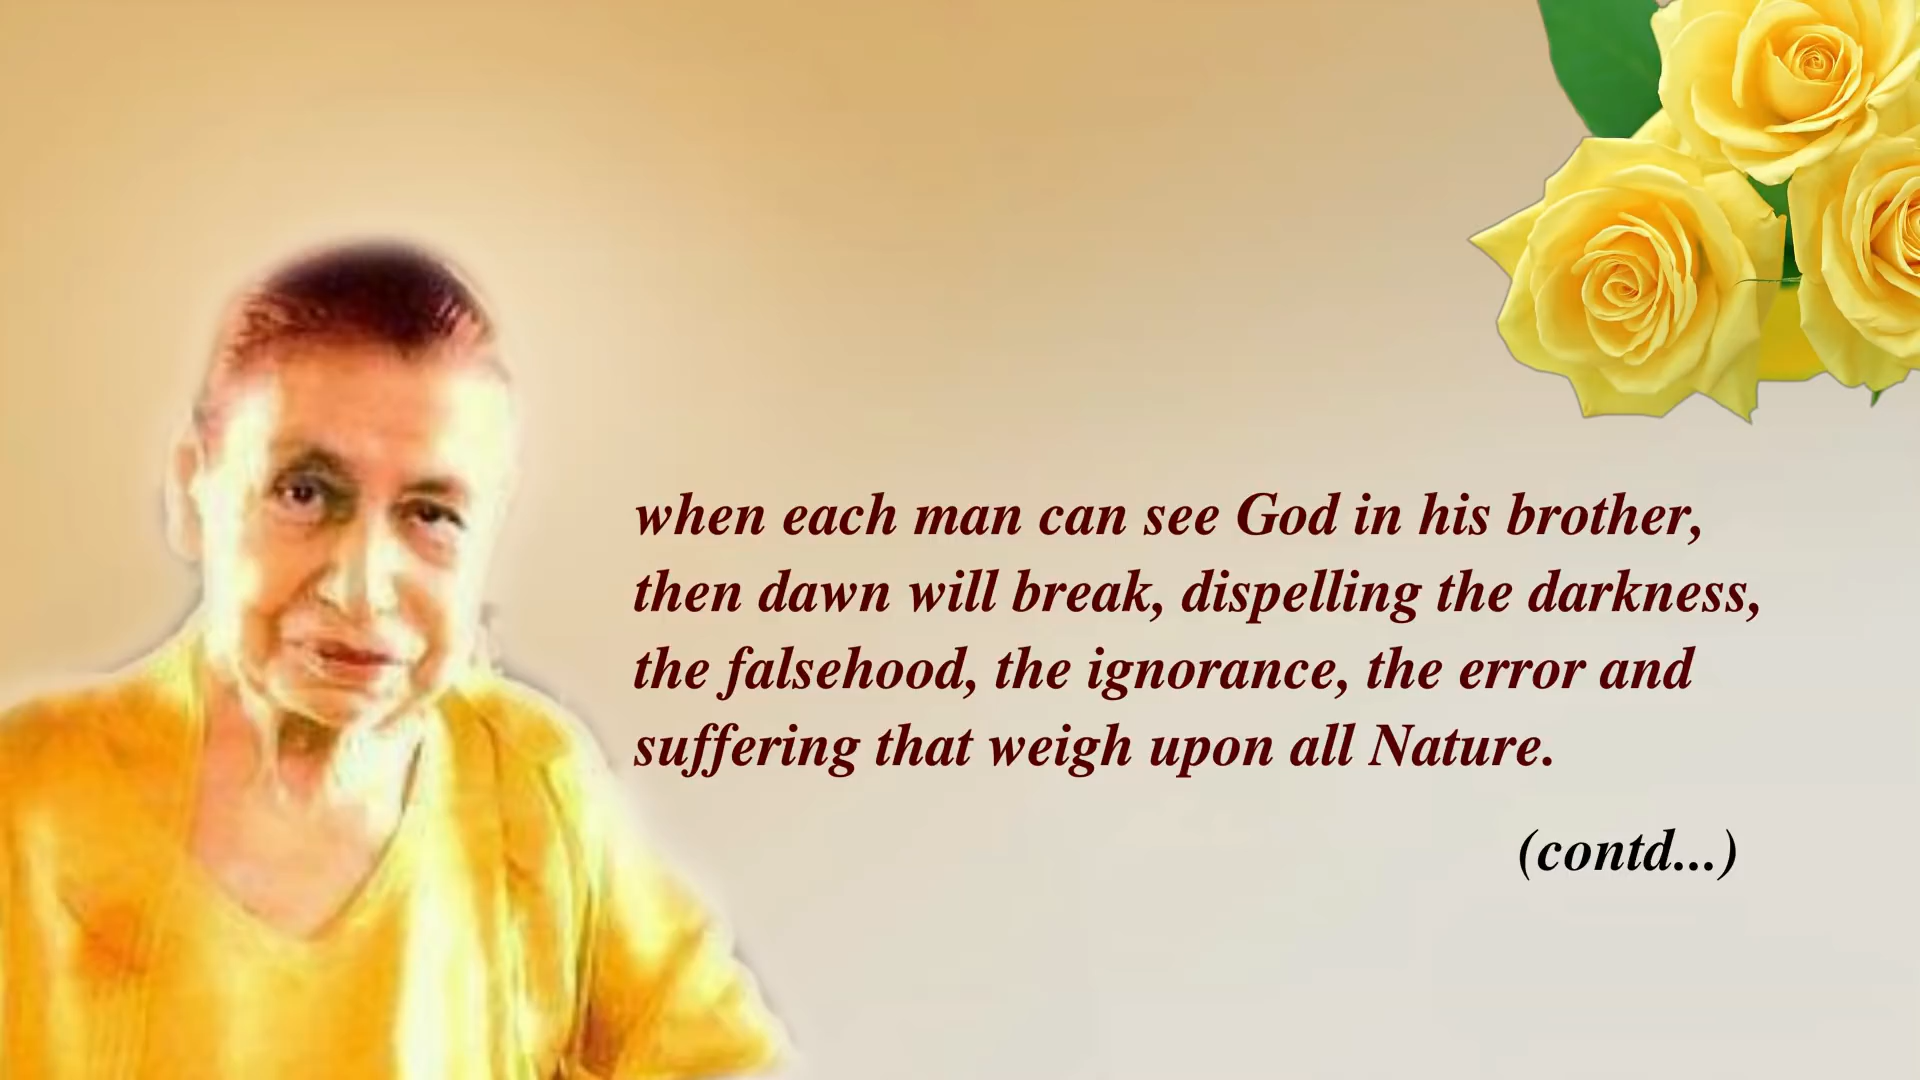 when each man can see God in his brother,
then dawn will break, dispelling the darkness,
the falsehood, the ignorance, the error and
suffering that weigh upon all Nature.
(contd...)